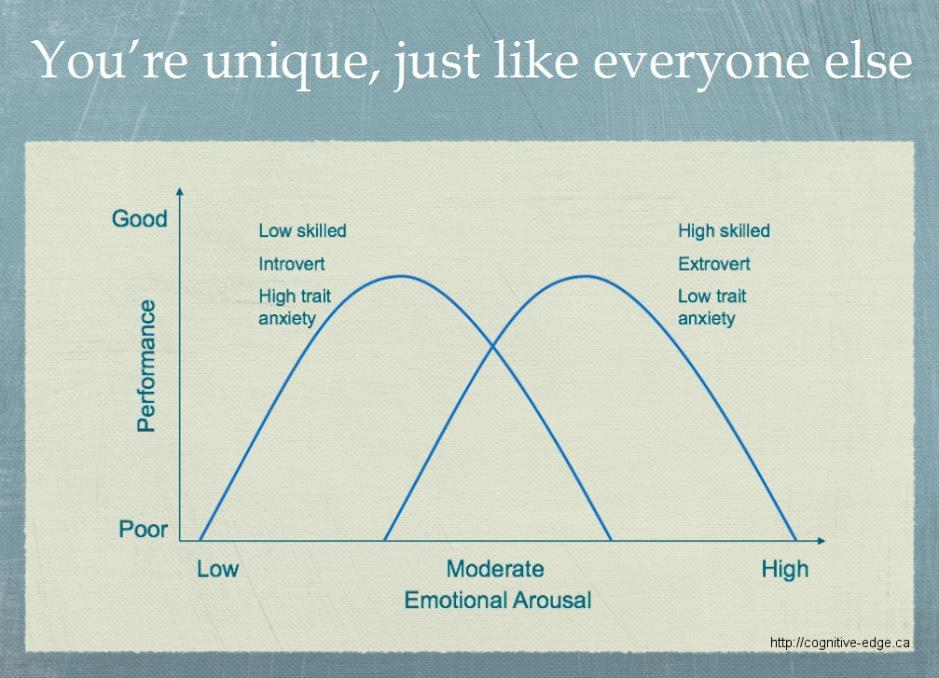 You're unique, just like everyone else
Good
Low skilled
Introvert
High trait
anxiety
High skilled
Extrovert
Low trait
anxiety
Performance
Poor
Low
Moderate
High
Emotional Arousal
http://cognitive-edge.ca